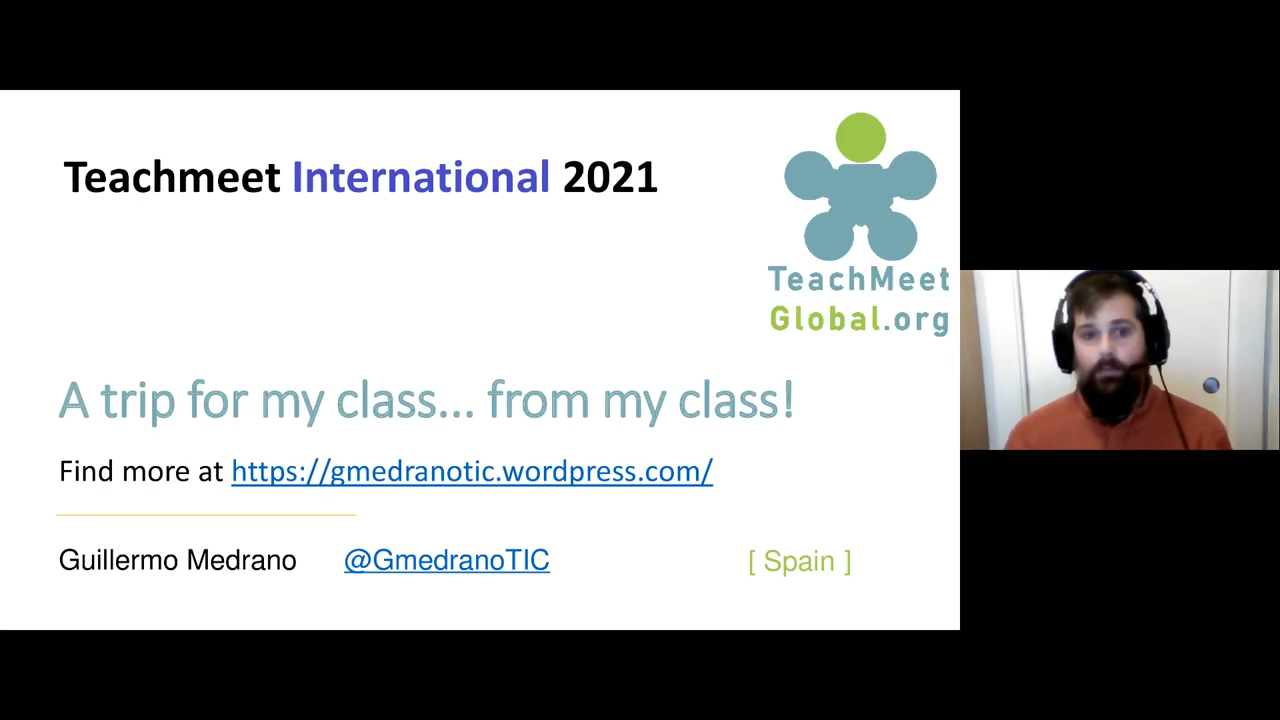 Teachmeet International 2021
TeachMeet
Global.org
A trip for my class... from my class!
Find more at https://gmedranotic.wordpress.com/
Guillermo Medrano @GmedranoTIC [ Spain ]